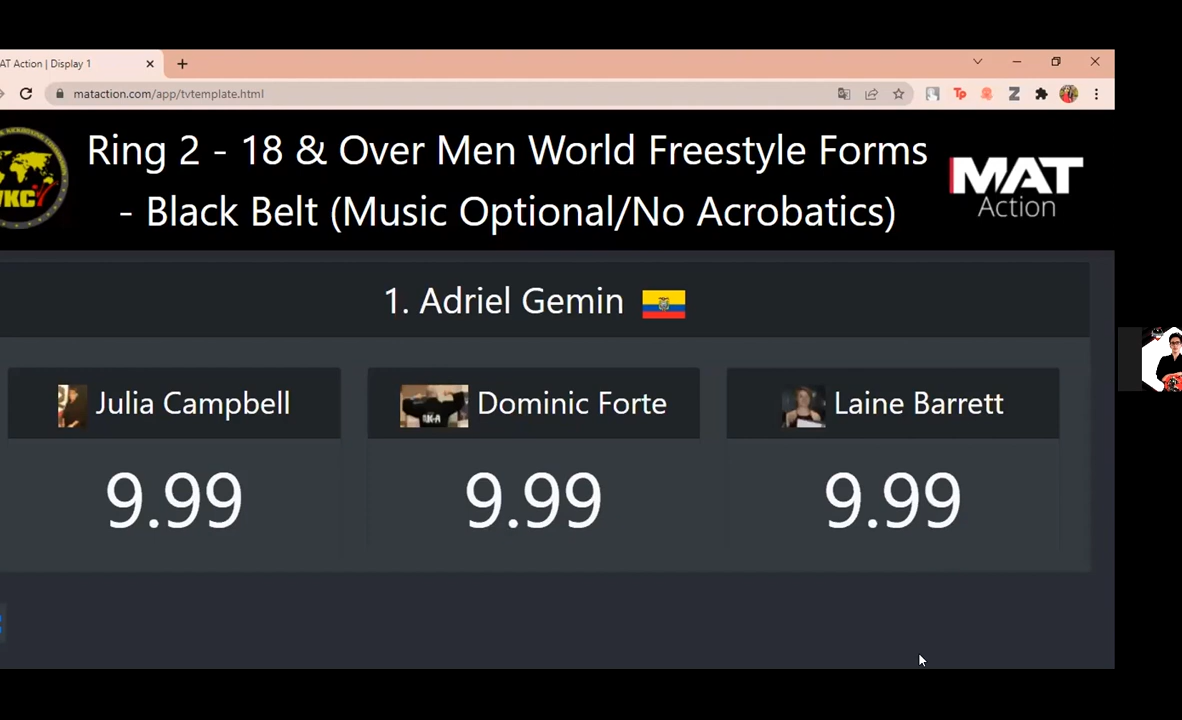 AT Action | Display 1
mataction.com/app/tvtemplate.html
Ring 2 - 18 & Over Men World Freestyle Forms
- Black Belt (Music Optional/No Acrobatics)
MAT
Action
1. Adriel Gemin
Julia Campbell
Dominic Forte
Laine Barrett
9.99
9.99
9.99